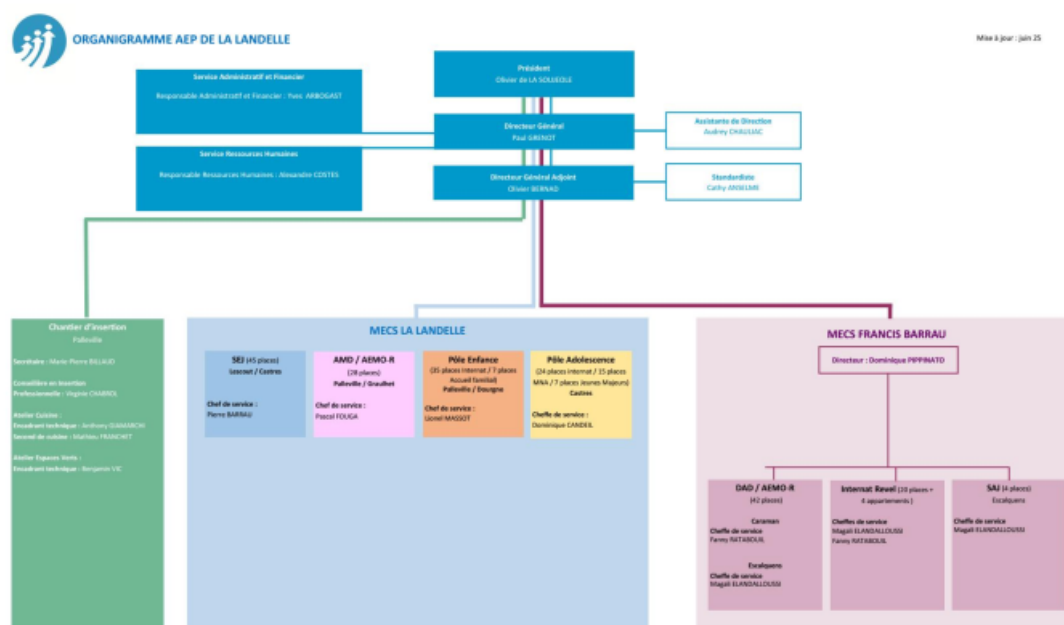 ORGANIGRAMME AEP DE LA LANDELLE
Mise à jour : juin 25
Président
Olivier de LA SOUJEOLE
Service Administratif et Financier
Responsable Administratif et Financier : Yves ARBOGAST
Directeur Général
Paul GRENOT
Assistante de Direction
Audrey CHAULIAC
Service Ressources Humaines
Responsable Ressources Humaines : Alexandre COSTES
Directeur Général Adjoint
Olivier BERNAD
Standardiste
Cathy ANSELME
Chantier d'insertion
Palleville
Secrétaire : Marie-Pierre BILLAUD
Conseillère en Insertion
Professionnelle : Virginie CHABROL
Atelier Cuisine :
Encadrant technique : Anthony
Second de cuisine : Mathieu FRANCHET
Atelier Espaces Verts :
Encadrant technique : Benjamin VIC
MECS LA LANDELLE
SEJ (45 places)
Lescout / Castres
Chef de service :
Pierre BARRAU
AMD / AEMO-R
(28 places)
Palleville / Graulhet
Chef de service :
Pascal FOUGA
Pôle Enfance
(35 places internat / 7 places
Accueil familial)
Palleville / Dourgne
Chef de service :
Lionel MASSOT
Pôle Adolescence
(24 places internat / 15 places
MNA / 7 places Jeunes Majeurs)
Castres
Cheffe de service :
Dominique CANDEIL
MECS FRANCIS BARRAU
Directeur : Dominique PIPPINATO
DAD / AEMO-R
(42 places)
Caraman
Cheffe de service
Fanny RATABOUIL
Escalquens
Cheffe de service
Magali ELANDALLOUSSI
Internat Revel (20 places +
4 appartements )
Cheffes de service
Magali ELANDALLOUSSI
Fanny RATABOUIL
SAJ (4 places)
Escalquens
Cheffe de service
Magali ELANDALLOUSSI